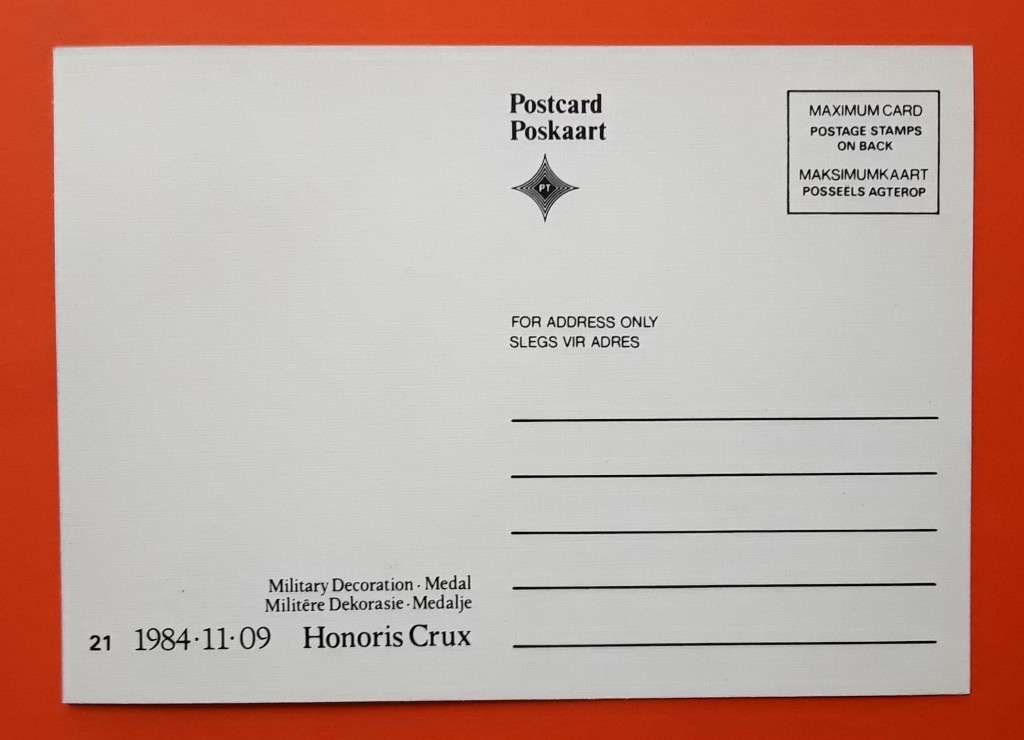 Postcard
Poskaart
PT
MAXIMUM CARD
POSTAGE STAMPS
ON BACK
MAKSIMUMKAART
POSSEËLS AGTEROP
FOR ADDRESS ONLY
SLEGS VIR ADRES
Military Decoration · Medal
Militêre Dekorasie · Medalje
21 1984·11·09 Honoris Crux